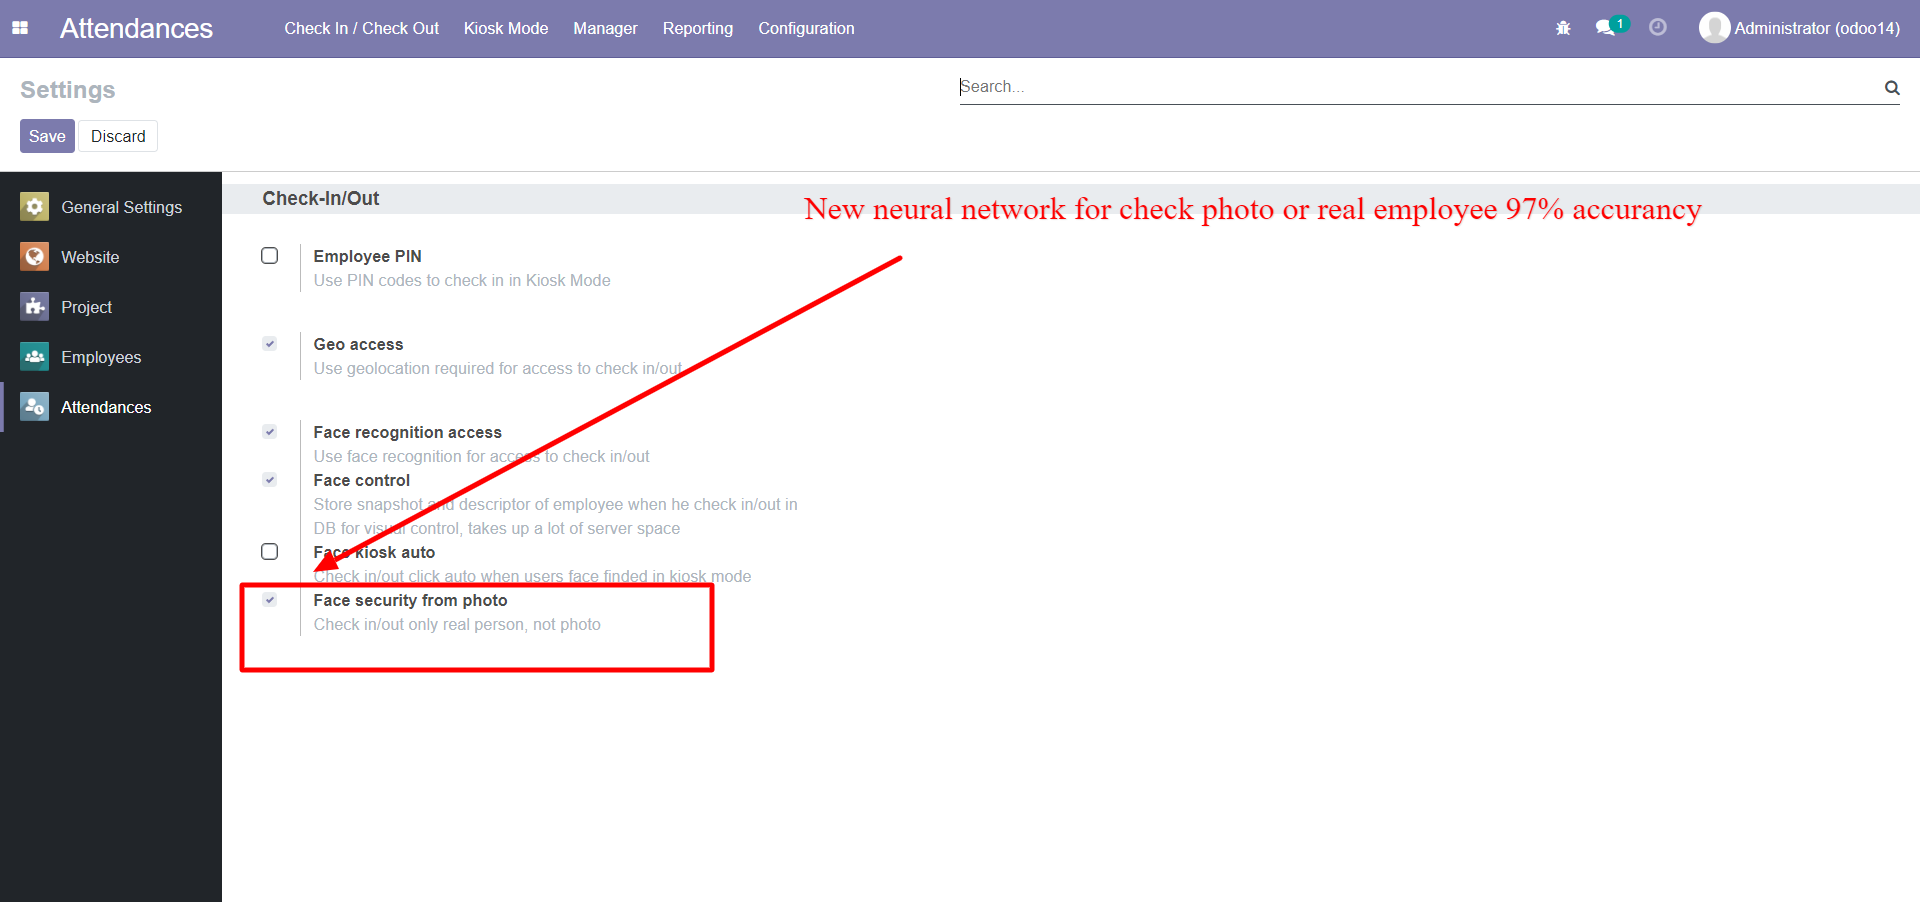 Attendances
Check In / Check Out
Kiosk Mode
Manager
Reporting
Configuration
1
Administrator (odoo14)
Settings
Search...
Save
Discard
General Settings
Website
Project
Employees
Attendances
Check-In/Out
New neural network for check photo or real employee 97% accurancy
Employee PIN
Use PIN codes to check in in Kiosk Mode
Geo access
Use geolocation required for access to check in/out
Face recognition access
Use face recognition for access to check in/out
Face control
Store snapshot and descriptor of employee when he check in/out in
DB for visual control, takes up a lot of server space
Face kiosk auto
Check in/out click auto when users face finded in kiosk mode
Face security from photo
Check in/out only real person, not photo